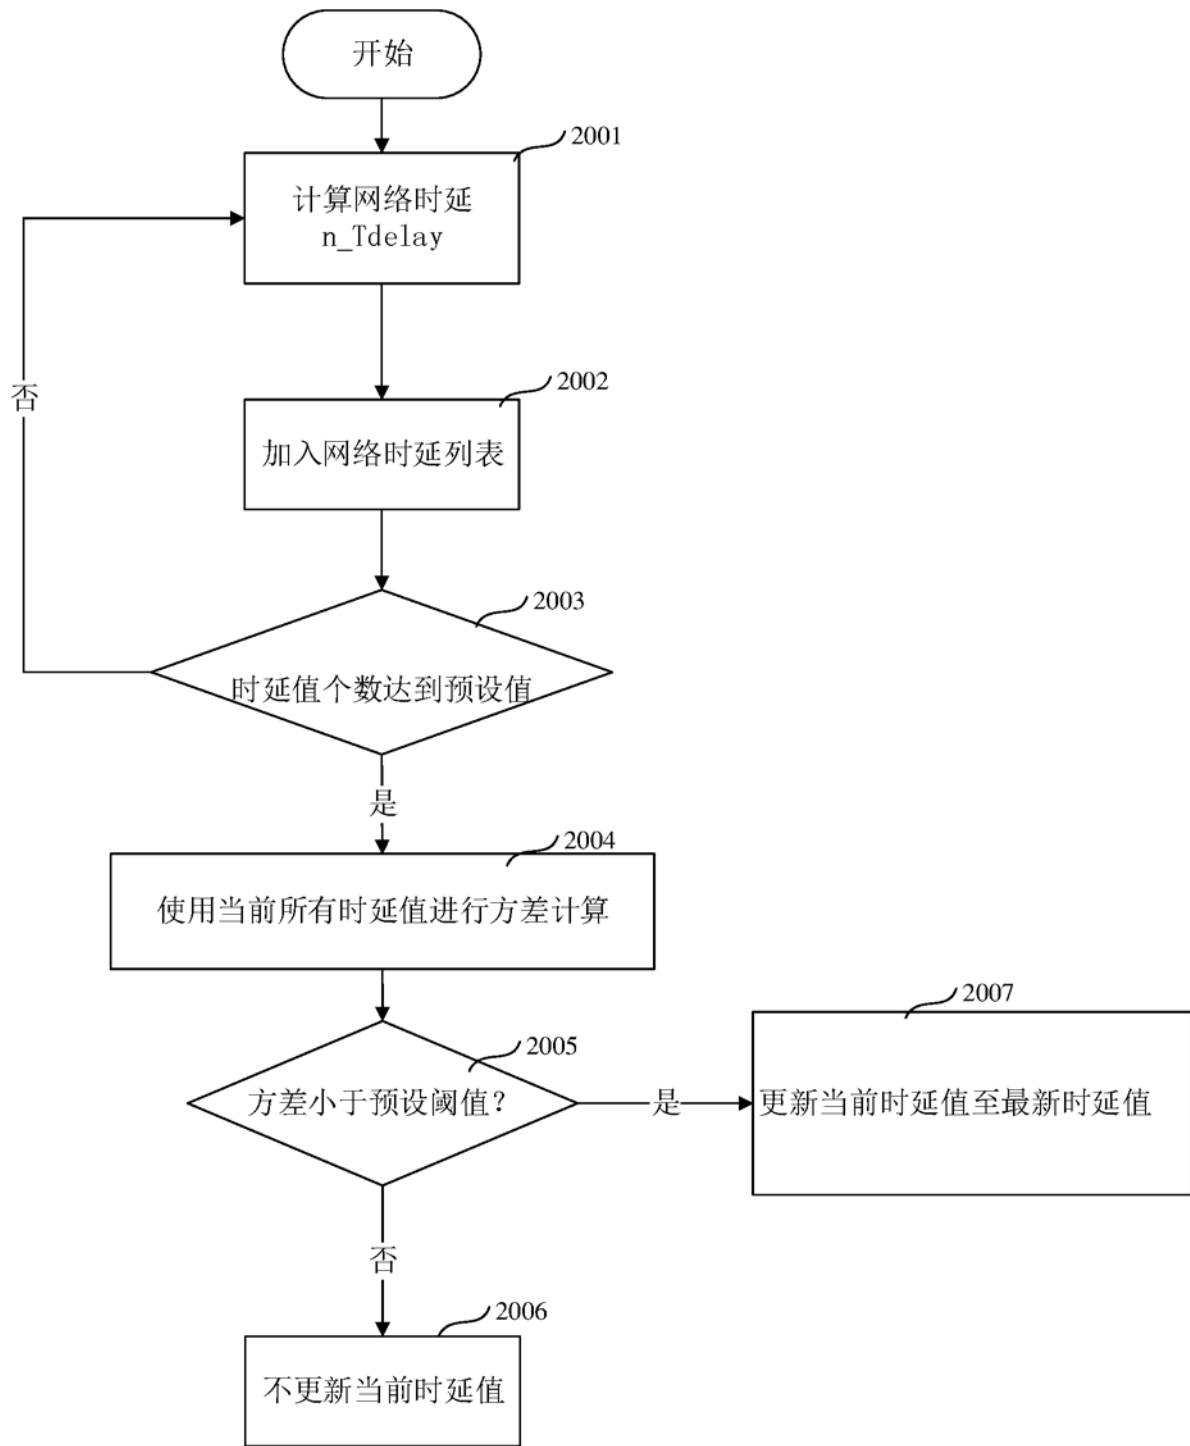 开始
2001
计算网络时延
n_Tdelay
否
2002
加入网络时延列表
2003
时延值个数达到预设值
是
2004
使用当前所有时延值进行方差计算
2005
方差小于预设阈值?
是
2007
更新当前时延值至最新时延值
否
2006
不更新当前时延值